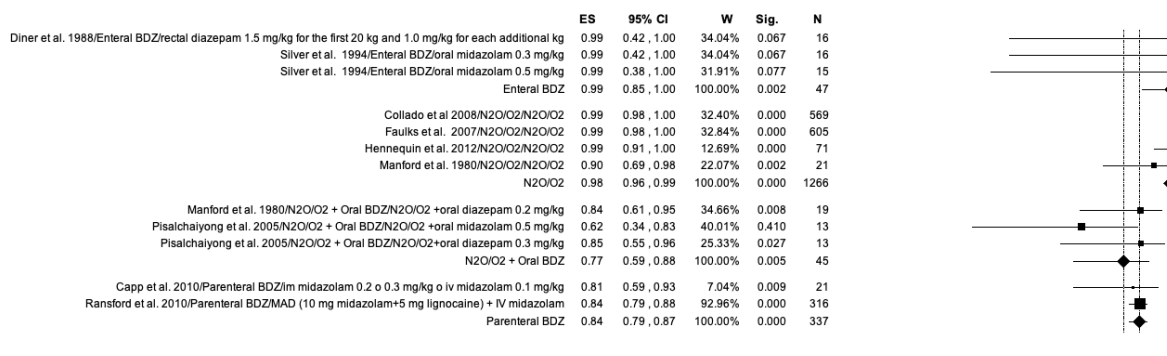 ES 95% CI W Sig. N
Diner et al. 1988/Enteral BDZ/rectal diazepam 1.5 mg/kg for the first 20 kg and 1.0 mg/kg for each additional kg 0.99 0.42 , 1.00 34.04% 0.067 16
Silver et al. 1994/Enteral BDZ/oral midazolam 0.3 mg/kg 0.99 0.42 , 1.00 34.04% 0.067 16
Silver et al. 1994/Enteral BDZ/oral midazolam 0.5 mg/kg 0.99 0.38 , 1.00 31.91% 0.077 15
Enteral BDZ 0.99 0.85 , 1.00 100.00% 0.002 47
Collado et al 2008/N2O/O2/N2O/O2 0.99 0.98 , 1.00 32.40% 0.000 569
Faulks et al. 2007/N2O/O2/N2O/O2 0.99 0.98 , 1.00 32.84% 0.000 605
Hennequin et al. 2012/N2O/O2/N2O/O2 0.99 0.91 , 1.00 12.69% 0.000 71
Manford et al. 1980/N2O/O2/N2O/O2 0.90 0.69 , 0.98 22.07% 0.002 21
N2O/O2 0.98 0.96 , 0.99 100.00% 0.000 1266
Manford et al. 1980/N2O/O2 + Oral BDZ/N2O/O2 +oral diazepam 0.2 mg/kg 0.84 0.61 , 0.95 34.66% 0.008 19
Pisalchaiyong et al. 2005/N2O/O2 + Oral BDZ/N2O/O2 +oral midazolam 0.5 mg/kg 0.62 0.34 , 0.83 40.01% 0.410 13
Pisalchaiyong et al. 2005/N2O/O2 + Oral BDZ/N2O/O2+oral diazepam 0.3 mg/kg 0.85 0.55 , 0.96 25.33% 0.027 13
N2O/O2 + Oral BDZ 0.77 0.59 , 0.88 100.00% 0.005 45
Capp et al. 2010/Parenteral BDZ/im midazolam 0.2 o 0.3 mg/kg o iv midazolam 0.1 mg/kg 0.81 0.59 , 0.93 7.04% 0.009 21
Ransford et al. 2010/Parenteral BDZ/MAD (10 mg midazolam+5 mg lignocaine) + IV midazolam 0.84 0.79 , 0.88 92.96% 0.000 316
Parenteral BDZ 0.84 0.79 , 0.87 100.00% 0.000 337